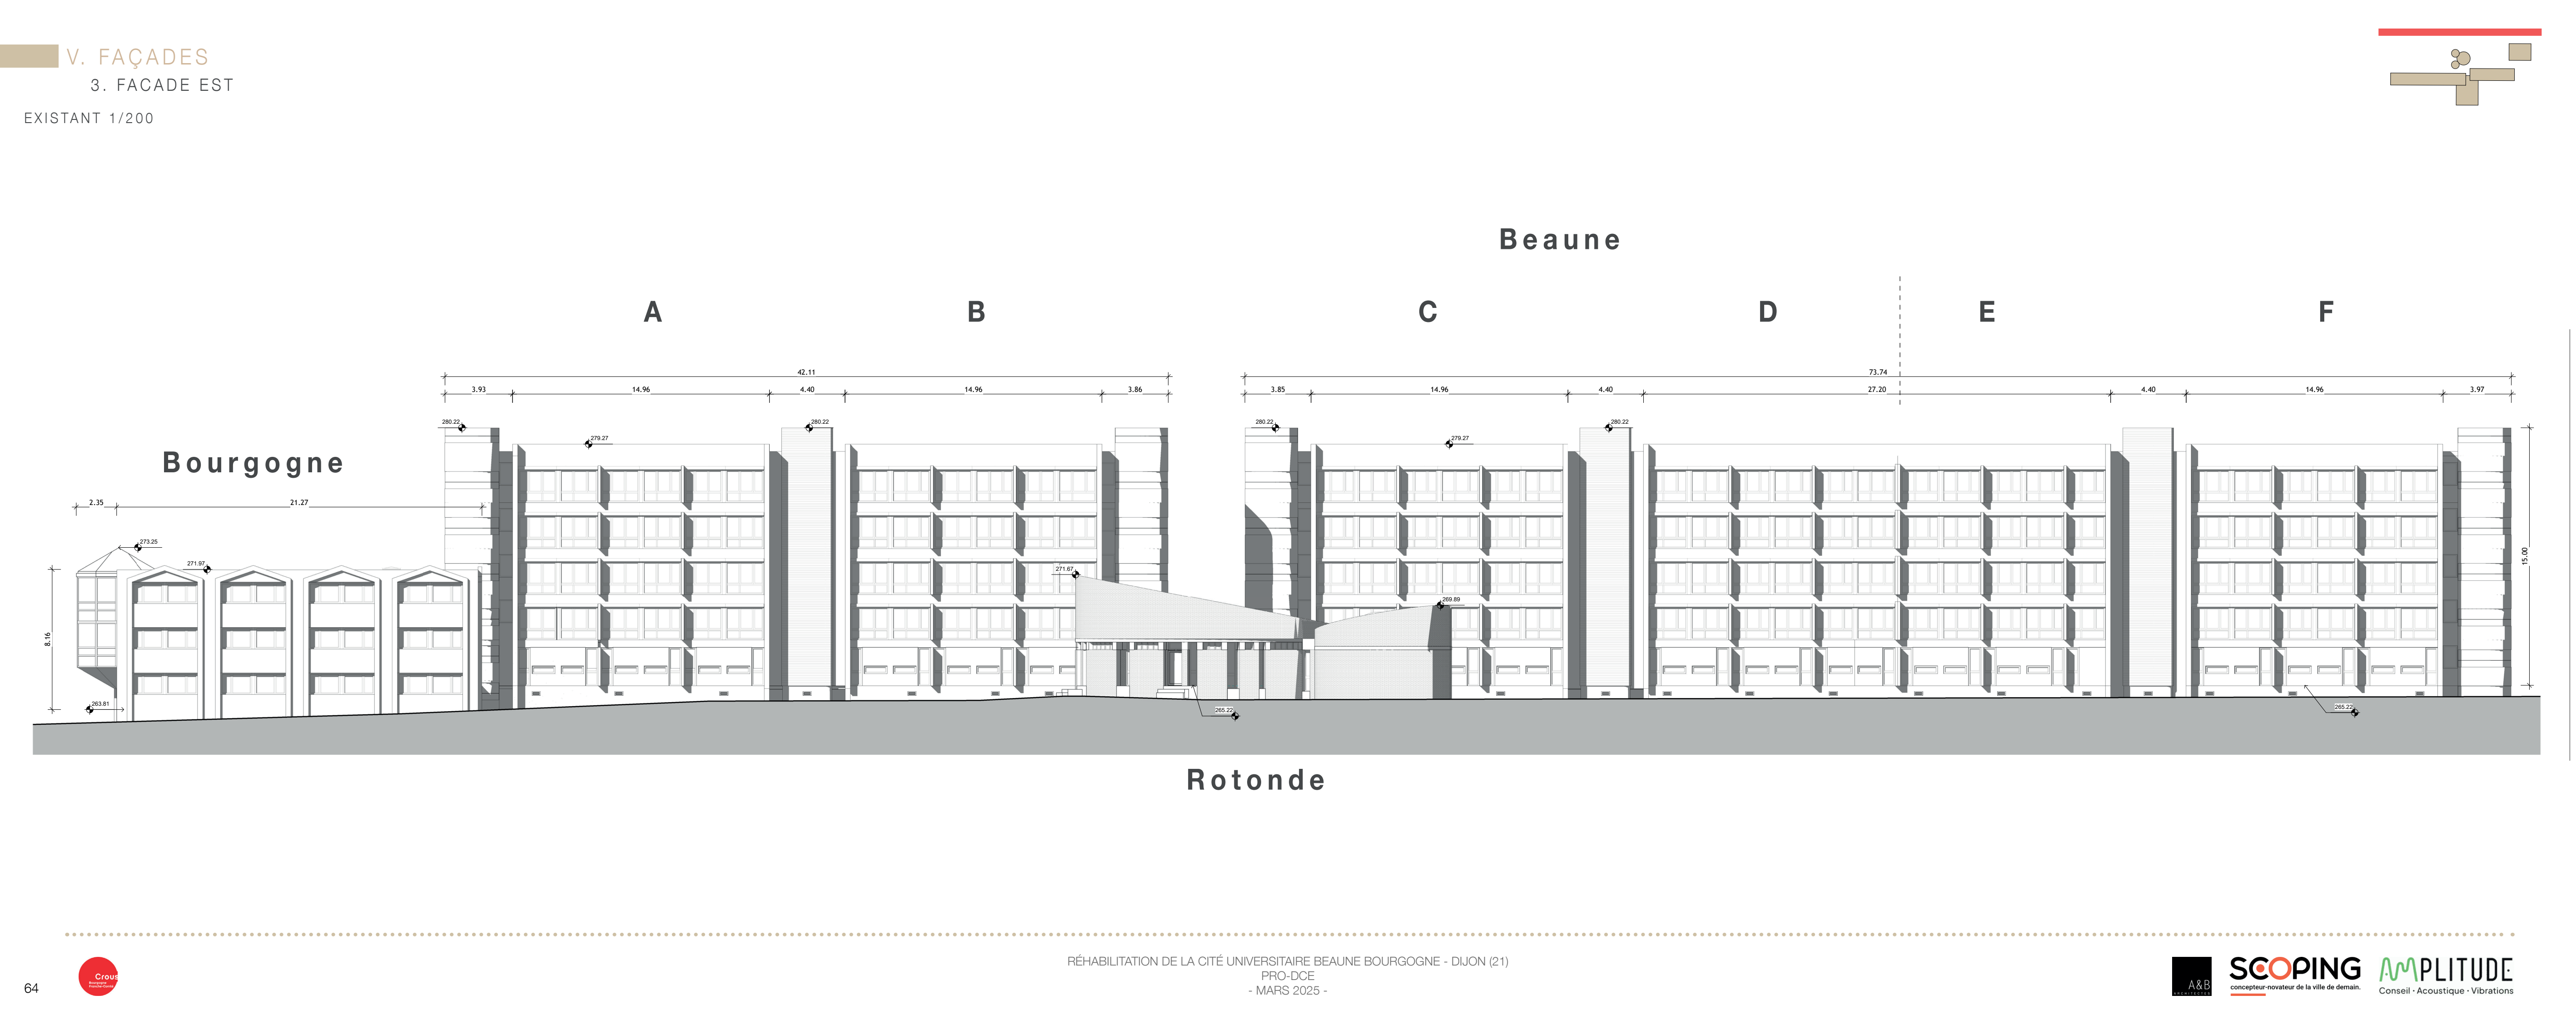 V. FAÇADES
3. FACADE EST
EXISTANT 1/200
Beaune
A B C D E F
42.11 73.74
3.93 14.96 4.40 14.96 3.86 3.85 14.96 4.40 27.20 4.40 14.96 3.97
280.22 280.22 280.22 280.22
279.27 279.27
Bourgogne
2.35 21.27
273.25
271.97
271.67
269.89
15.00
8.16
263.81
265.22
265.22
Rotonde
RÉHABILITATION DE LA CITÉ UNIVERSITAIRE BEAUNE BOURGOGNE - DIJON (21)
PRO-DCE
- MARS 2025 -
64
Crous
Bourgogne
Franche-Comté
A&B
ARCHITECTES
SCOPING
concepteur-novateur de la ville de demain.
AMPLITUDE
Conseil • Acoustique • Vibrations